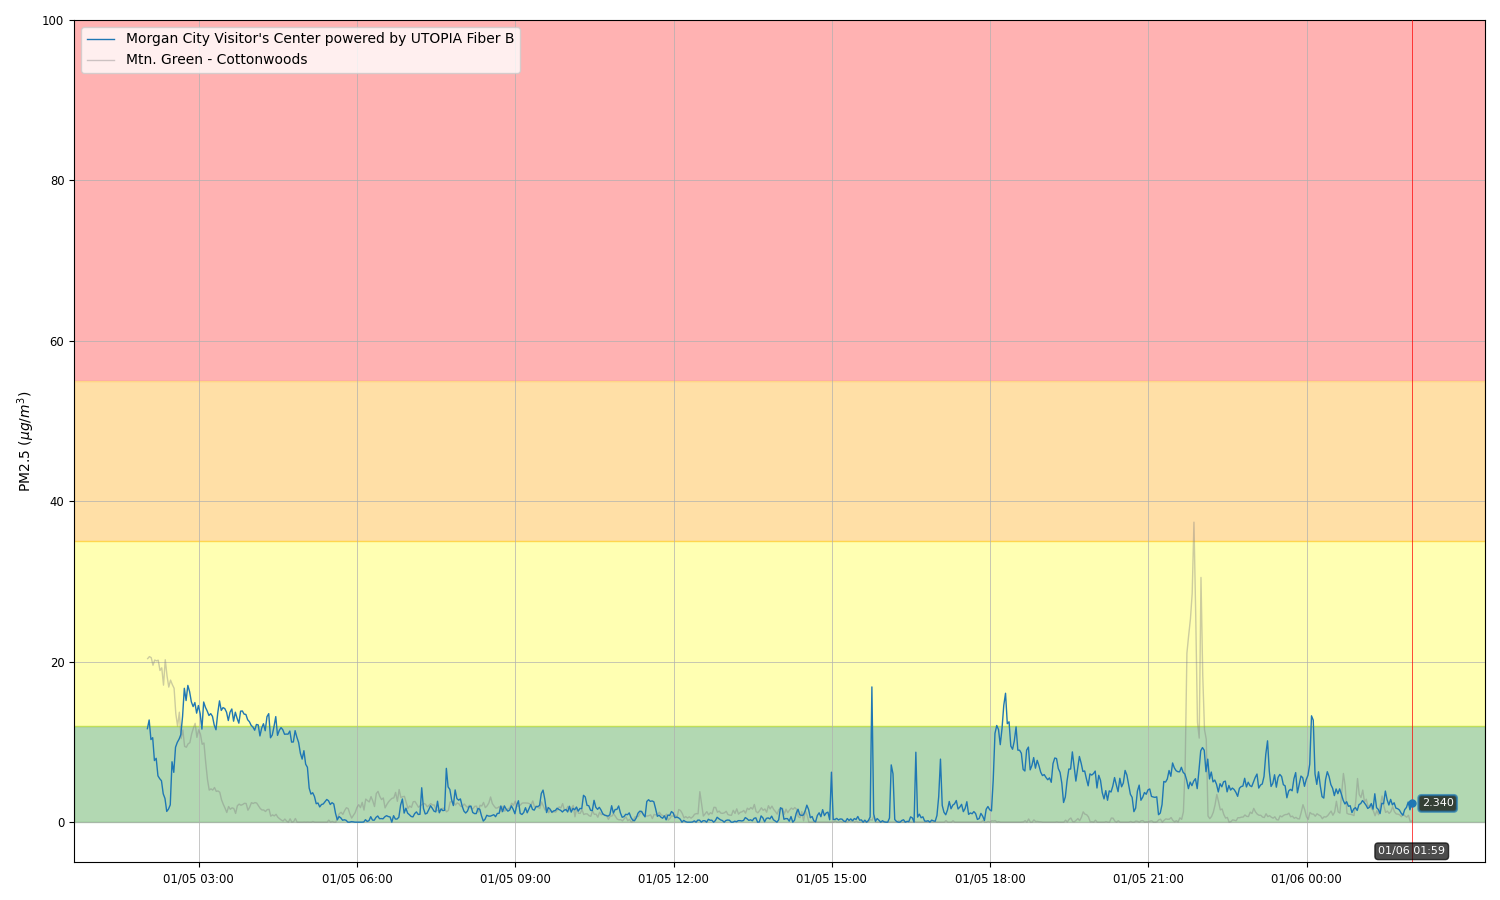 100
Morgan City Visitor's Center powered by UTOPIA Fiber B
Mtn. Green - Cottonwoods
80
60
PM2.5 (μg/m³)
40
20
2.340
0
01/06 01:59
01/05 03:00 01/05 06:00 01/05 09:00 01/05 12:00 01/05 15:00 01/05 18:00 01/05 21:00 01/06 00:00